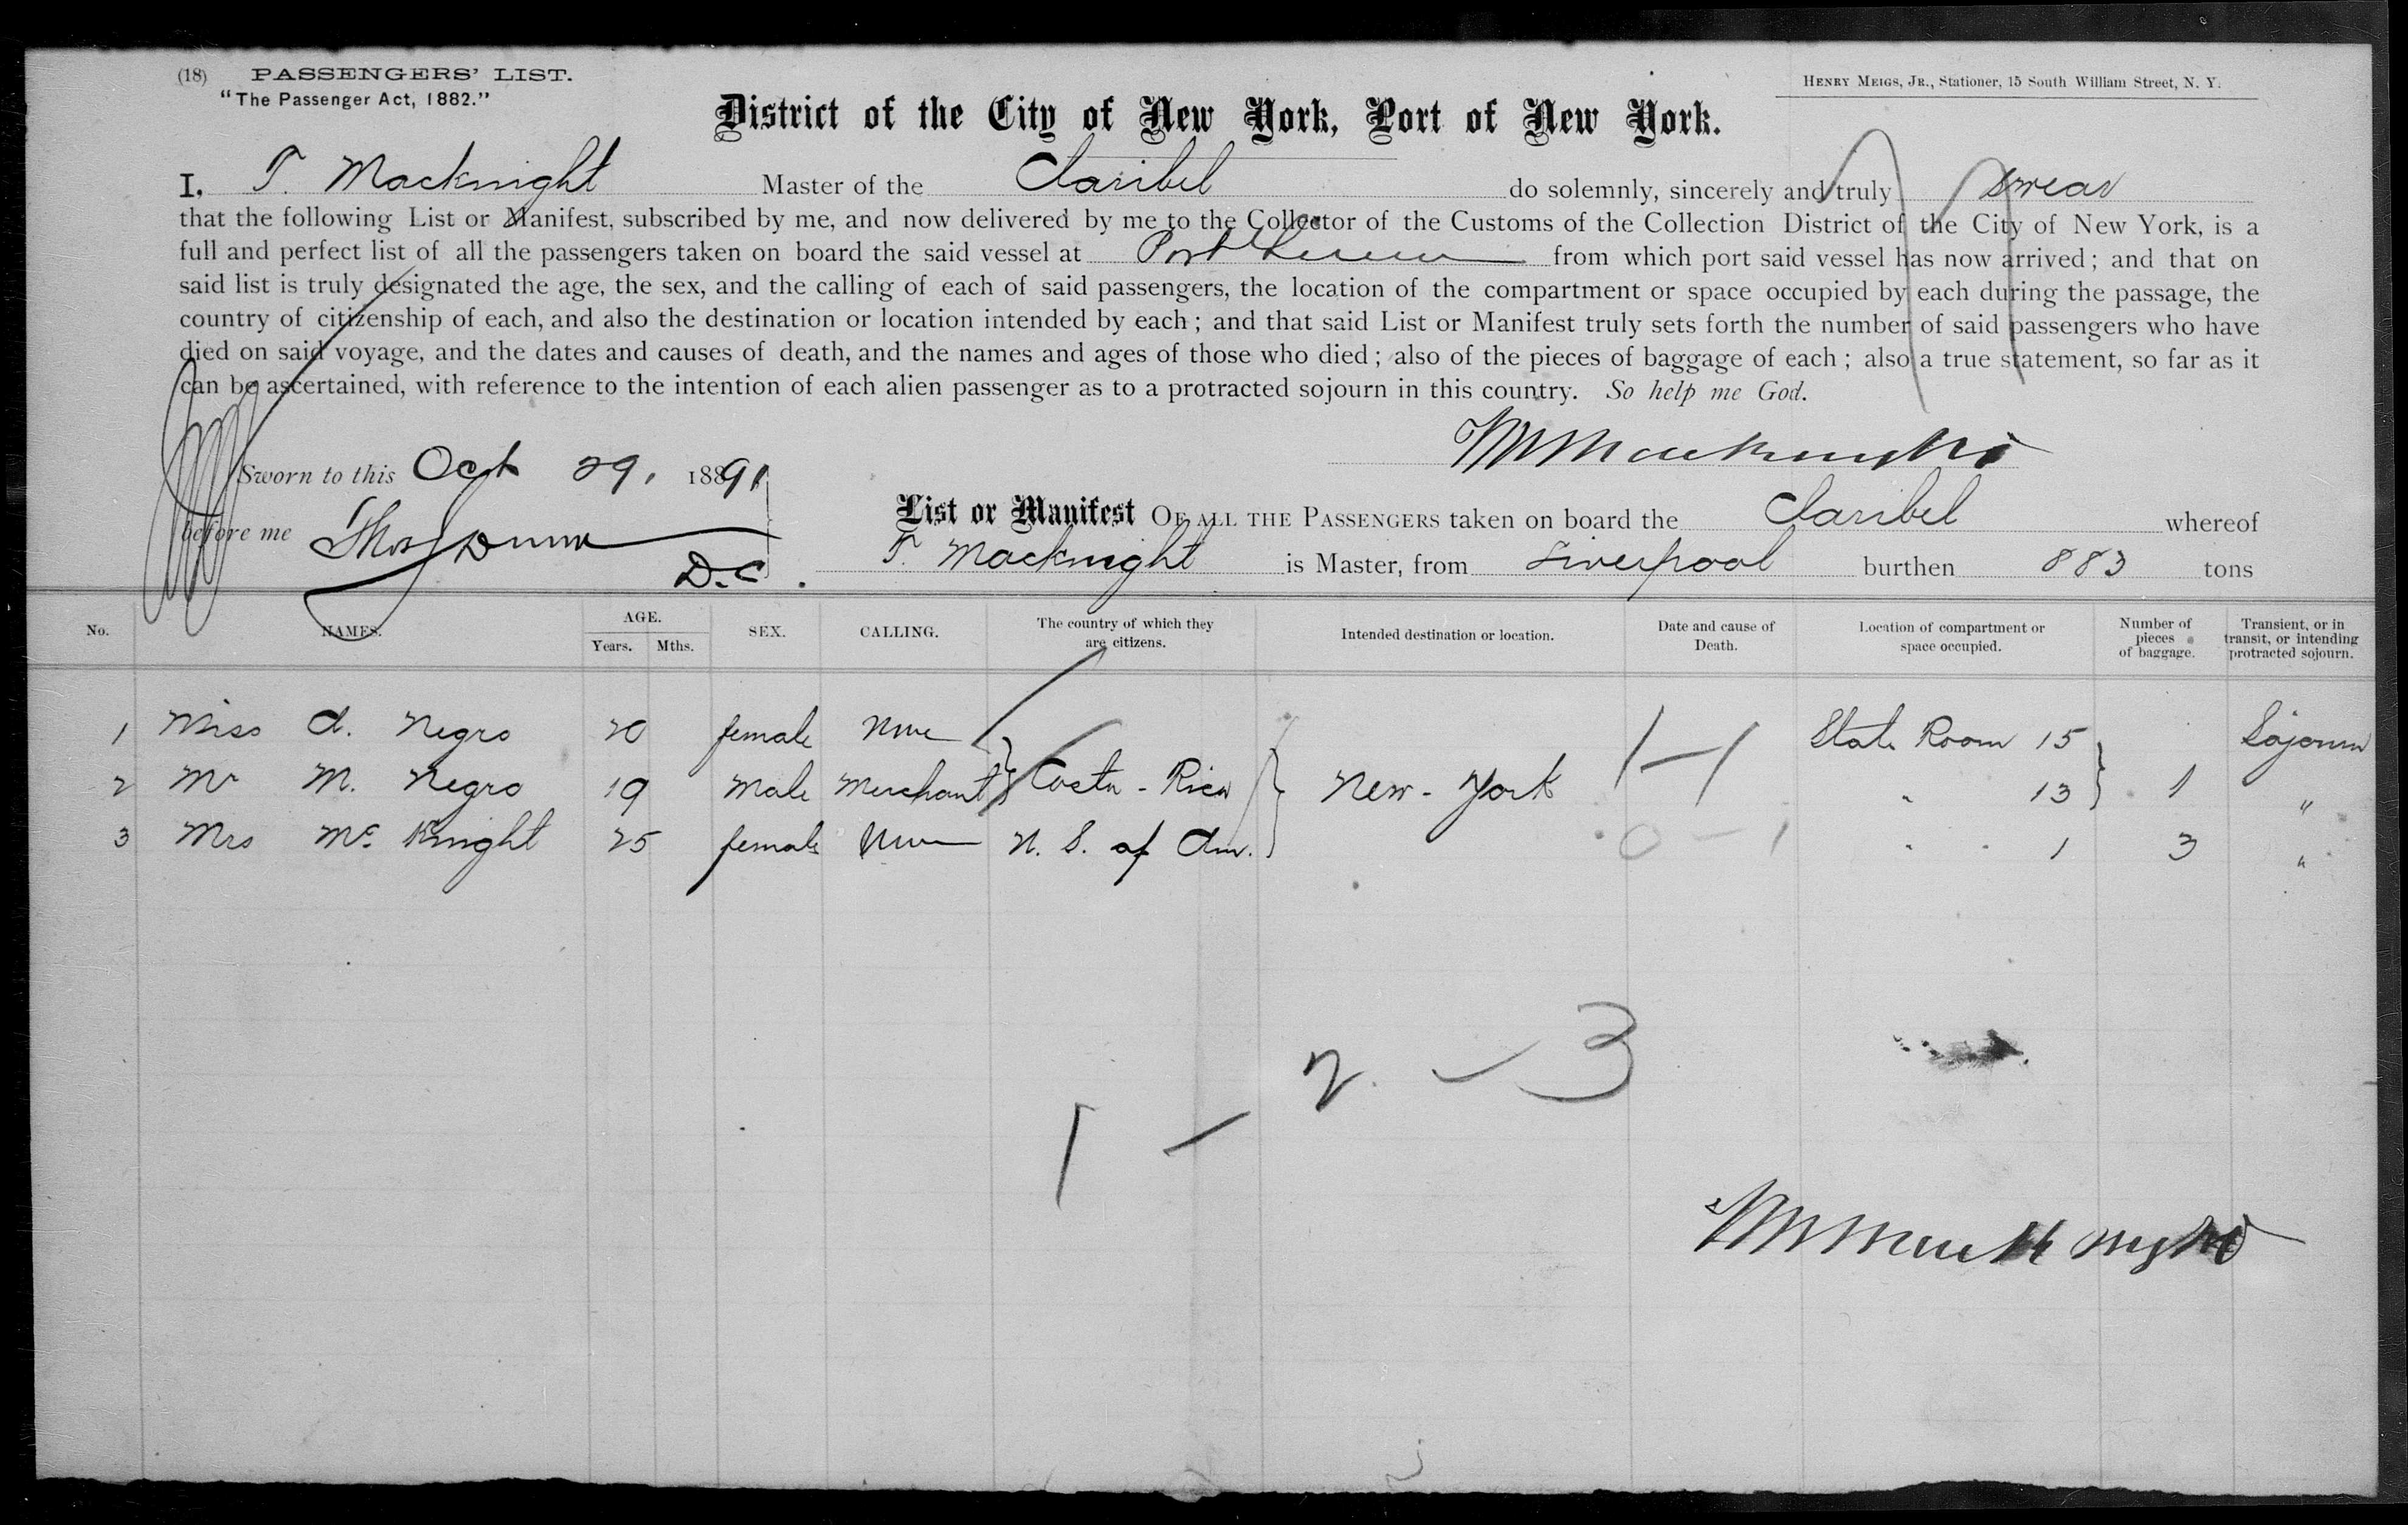 (18) PASSENGERS' LIST.
"The Passenger Act, 1882."
HENRY MEIGS, JR., Stationer, 15 South William Street, N. Y.
District of the City of New York, Port of New York.
I, T. Macknight Master of the Claribel do solemnly, sincerely and truly swear
that the following List or Manifest, subscribed by me, and now delivered by me to the Collector of the Customs of the Collection District of the City of New York, is a
full and perfect list of all the passengers taken on board the said vessel at Port Limon from which port said vessel has now arrived; and that on
said list is truly designated the age, the sex, and the calling of each of said passengers, the location of the compartment or space occupied by each during the passage, the
country of citizenship of each, and also the destination or location intended by each; and that said List or Manifest truly sets forth the number of said passengers who have
died on said voyage, and the dates and causes of death, and the names and ages of those who died; also of the pieces of baggage of each; also a true statement, so far as it
can be ascertained, with reference to the intention of each alien passenger as to a protracted sojourn in this country. So help me God.
Sworn to this Oct 29, 1891
before me Thos J Dunn
D.C.
List or Manifest OF ALL THE PASSENGERS taken on board the Claribel whereof
T. Macknight is Master, from Liverpool burthen 883 tons
No. NAMES. AGE. Years. Mths. SEX. CALLING. The country of which they are citizens. Intended destination or location. Date and cause of Death. Location of compartment or space occupied. Number of pieces of baggage. Transient, or in transit, or intending protracted sojourn.
1 Miss A. Negro 20 female None State Room 15 Sojourn
2 Mr M. Negro 19 Male Merchant Costa-Rica New-York 1-1 " 13 1 "
3 Mrs Mc Knight 25 female None U. S. of Am. 0-1 " " 1 3 "
1 - 2 - 3